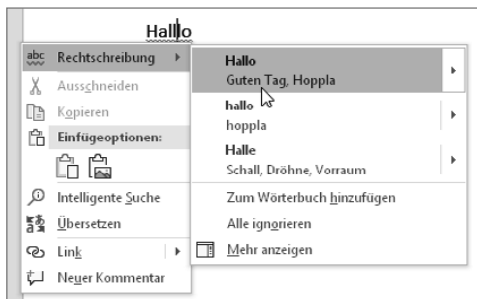 Halllo
abc Rechtschreibung
Ausschneiden
Kopieren
Einfügeoptionen:
Intelligente Suche
Übersetzen
Link
Neuer Kommentar
Hallo
Guten Tag, Hoppla
hallo
hoppla
Halle
Schall, Dröhne, Vorraum
Zum Wörterbuch hinzufügen
Alle ignorieren
Mehr anzeigen